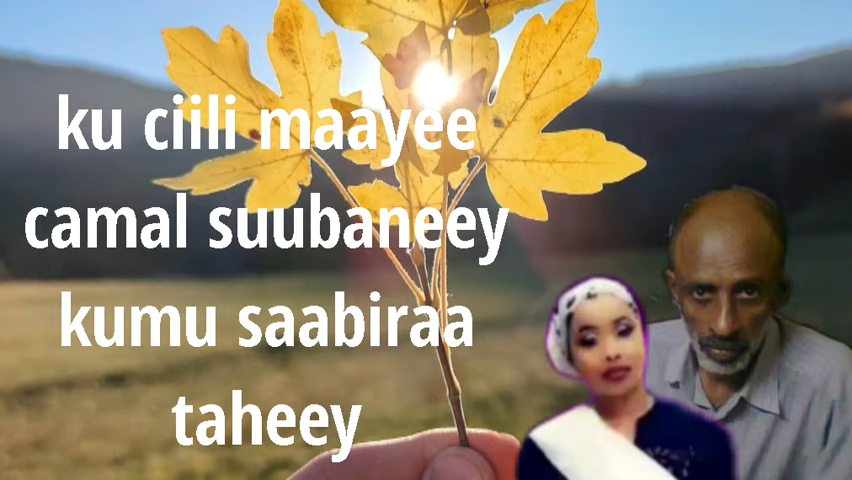 ku ciili maayee
camal suubaneey
kumu saabiraa
taheey